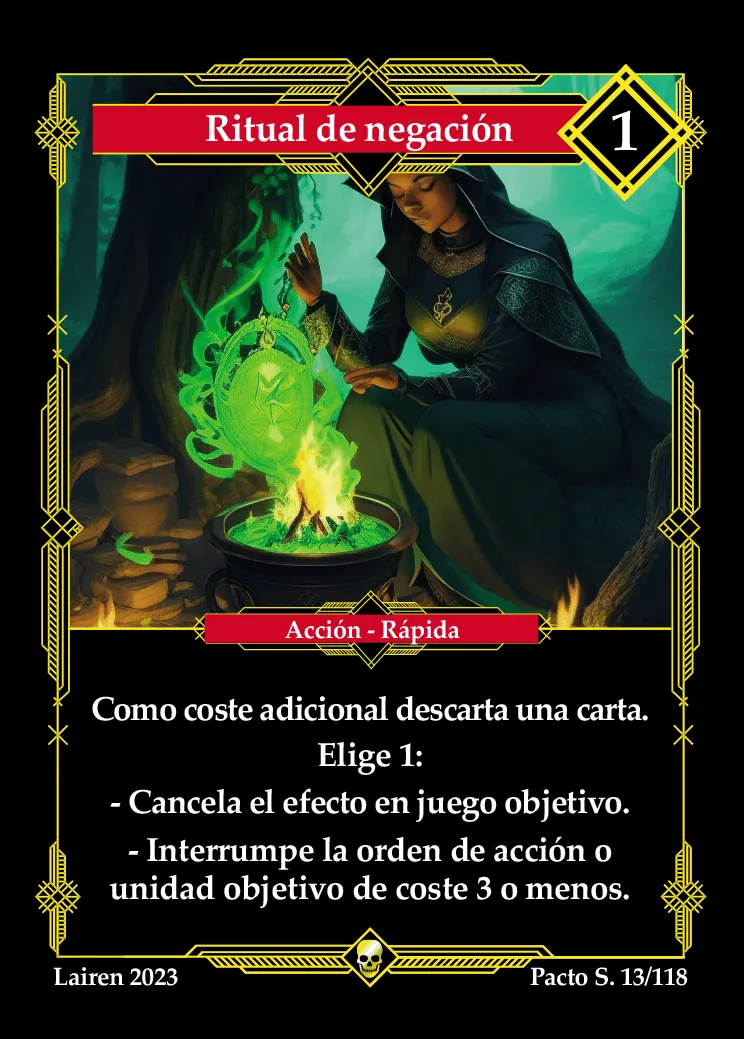 Ritual de negación
1
Acción - Rápida
Como coste adicional descarta una carta.
Elige 1:
- Cancela el efecto en juego objetivo.
- Interrumpe la orden de acción o
unidad objetivo de coste 3 o menos.
Lairen 2023
Pacto S. 13/118